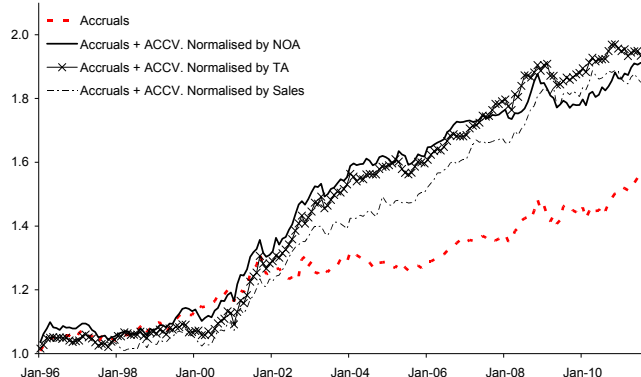 Accruals
Accruals + ACCV. Normalised by NOA
Accruals + ACCV. Normalised by TA
Accruals + ACCV. Normalised by Sales
2.0
1.8
1.6
1.4
1.2
1.0
Jan-96 Jan-98 Jan-00 Jan-02 Jan-04 Jan-06 Jan-08 Jan-10